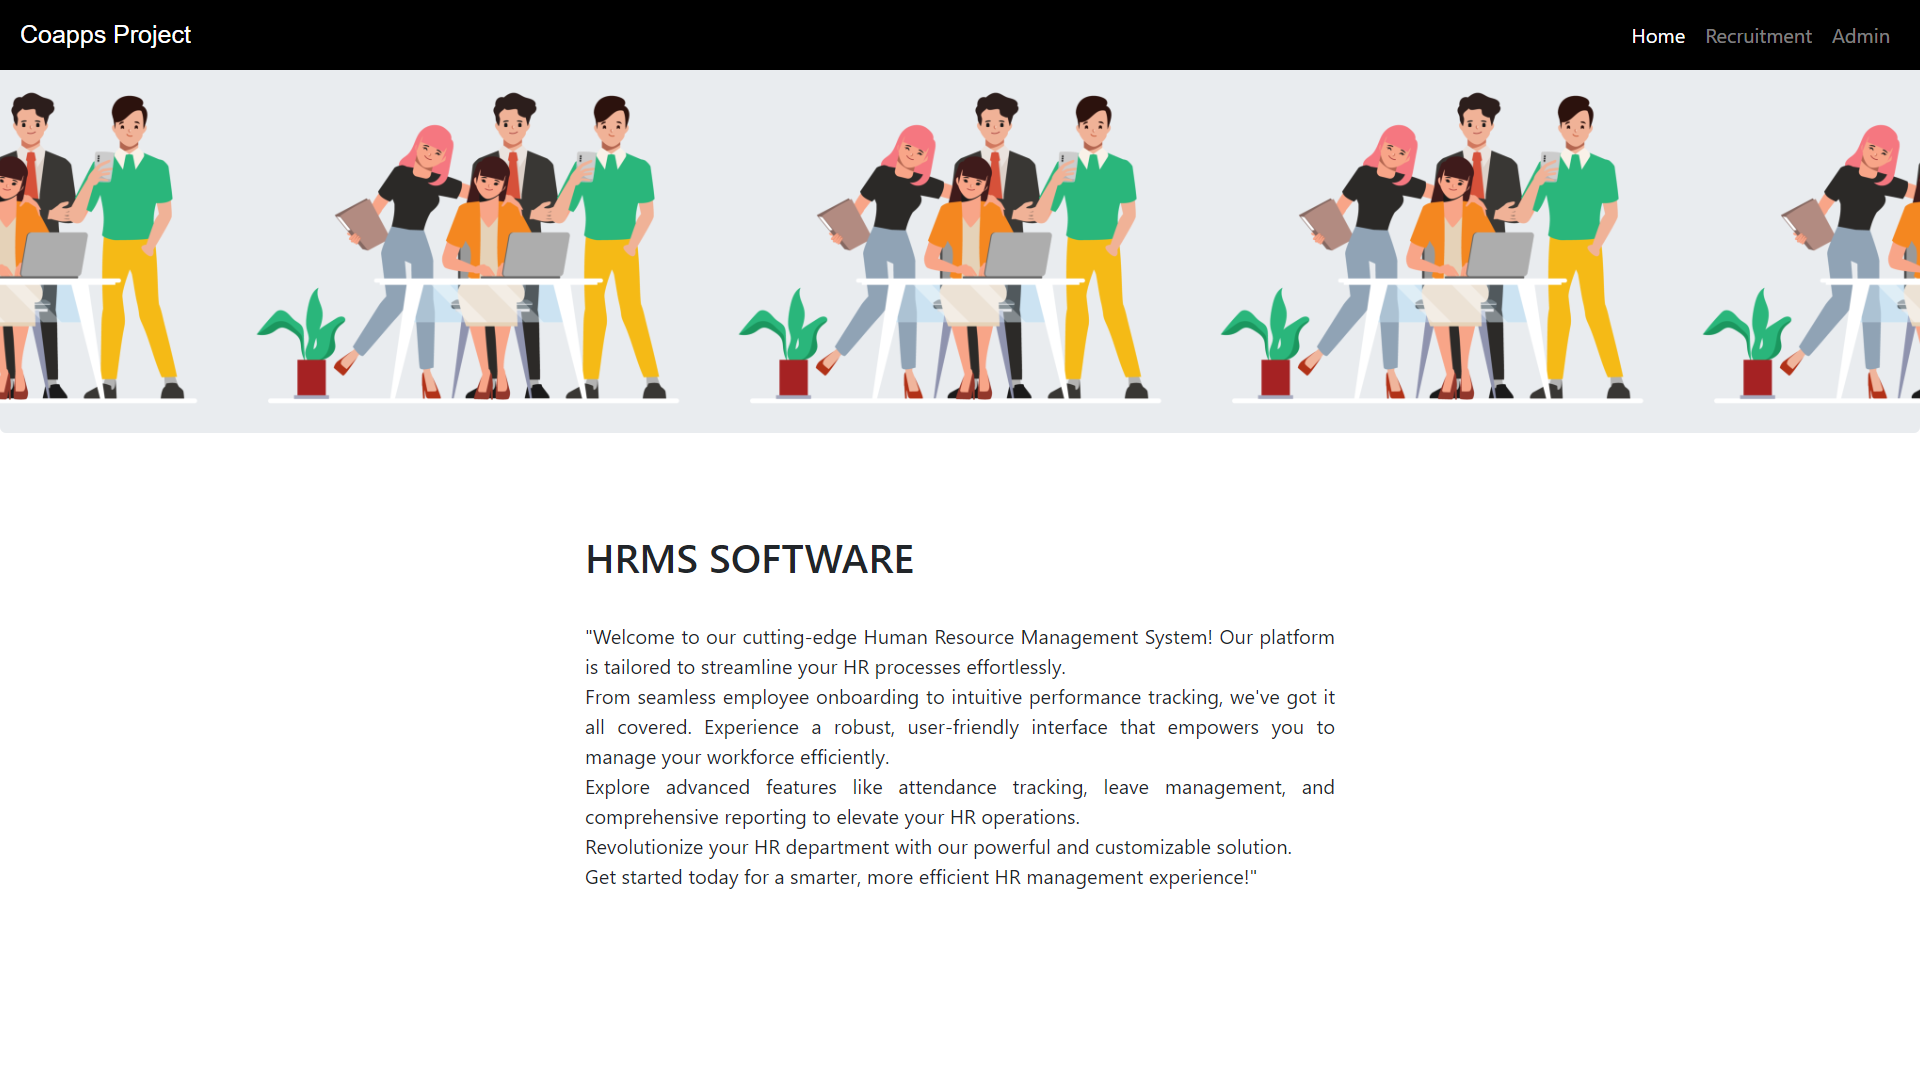 Coapps Project
Home Recruitment Admin
HRMS SOFTWARE
"Welcome to our cutting-edge Human Resource Management System! Our platform
is tailored to streamline your HR processes effortlessly.
From seamless employee onboarding to intuitive performance tracking, we've got it
all covered. Experience a robust, user-friendly interface that empowers you to
manage your workforce efficiently.
Explore advanced features like attendance tracking, leave management, and
comprehensive reporting to elevate your HR operations.
Revolutionize your HR department with our powerful and customizable solution.
Get started today for a smarter, more efficient HR management experience!"